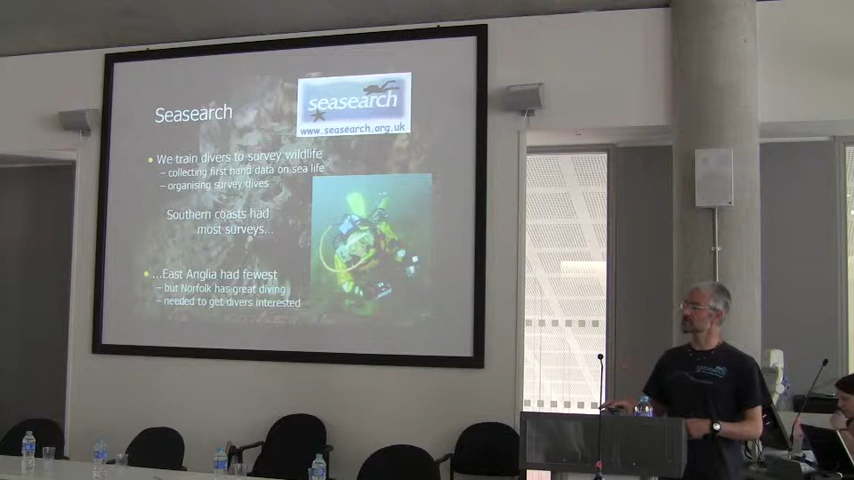 Seasearch
seasearch
www.seasearch.org.uk
We train divers to survey wildlife
– collecting first hand data on sea life
– organising survey dives
Southern coasts had
most surveys...
...East Anglia had fewest
– but Norfolk has great diving
– needed to get divers interested